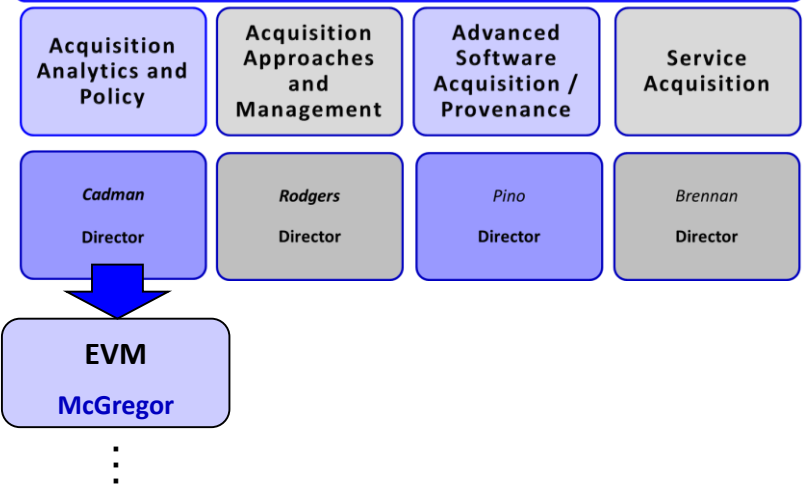 Acquisition
Analytics and
Policy
Acquisition
Approaches
and
Management
Advanced
Software
Acquisition /
Provenance
Service
Acquisition
Cadman
Director
Rodgers
Director
Pino
Director
Brennan
Director
EVM
McGregor